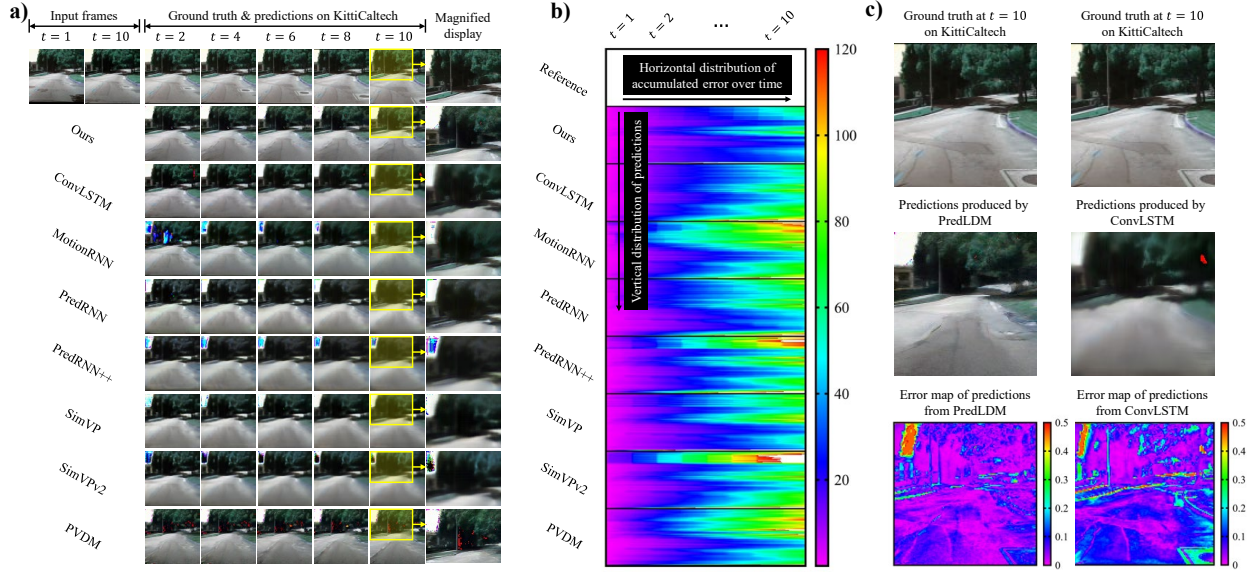 a)
Input frames
Ground truth & predictions on KittiCaltech
Magnified
display
t = 1
t = 10
t = 2
t = 4
t = 6
t = 8
t = 10
Ours
ConvLSTM
MotionRNN
PredRNN
PredRNN++
SimVP
SimVPv2
PVDM
b)
t = 1
t = 2
...
t = 10
Reference
Horizontal distribution of
accumulated error over time
Vertical distribution of predictions
Ours
ConvLSTM
MotionRNN
PredRNN
PredRNN++
SimVP
SimVPv2
PVDM
120
100
80
60
40
20
c)
Ground truth at t = 10
on KittiCaltech
Ground truth at t = 10
on KittiCaltech
Predictions produced by
PredLDM
Predictions produced by
ConvLSTM
Error map of predictions
from PredLDM
Error map of predictions
from ConvLSTM
0.5
0.4
0.3
0.2
0.1
0
0.5
0.4
0.3
0.2
0.1
0